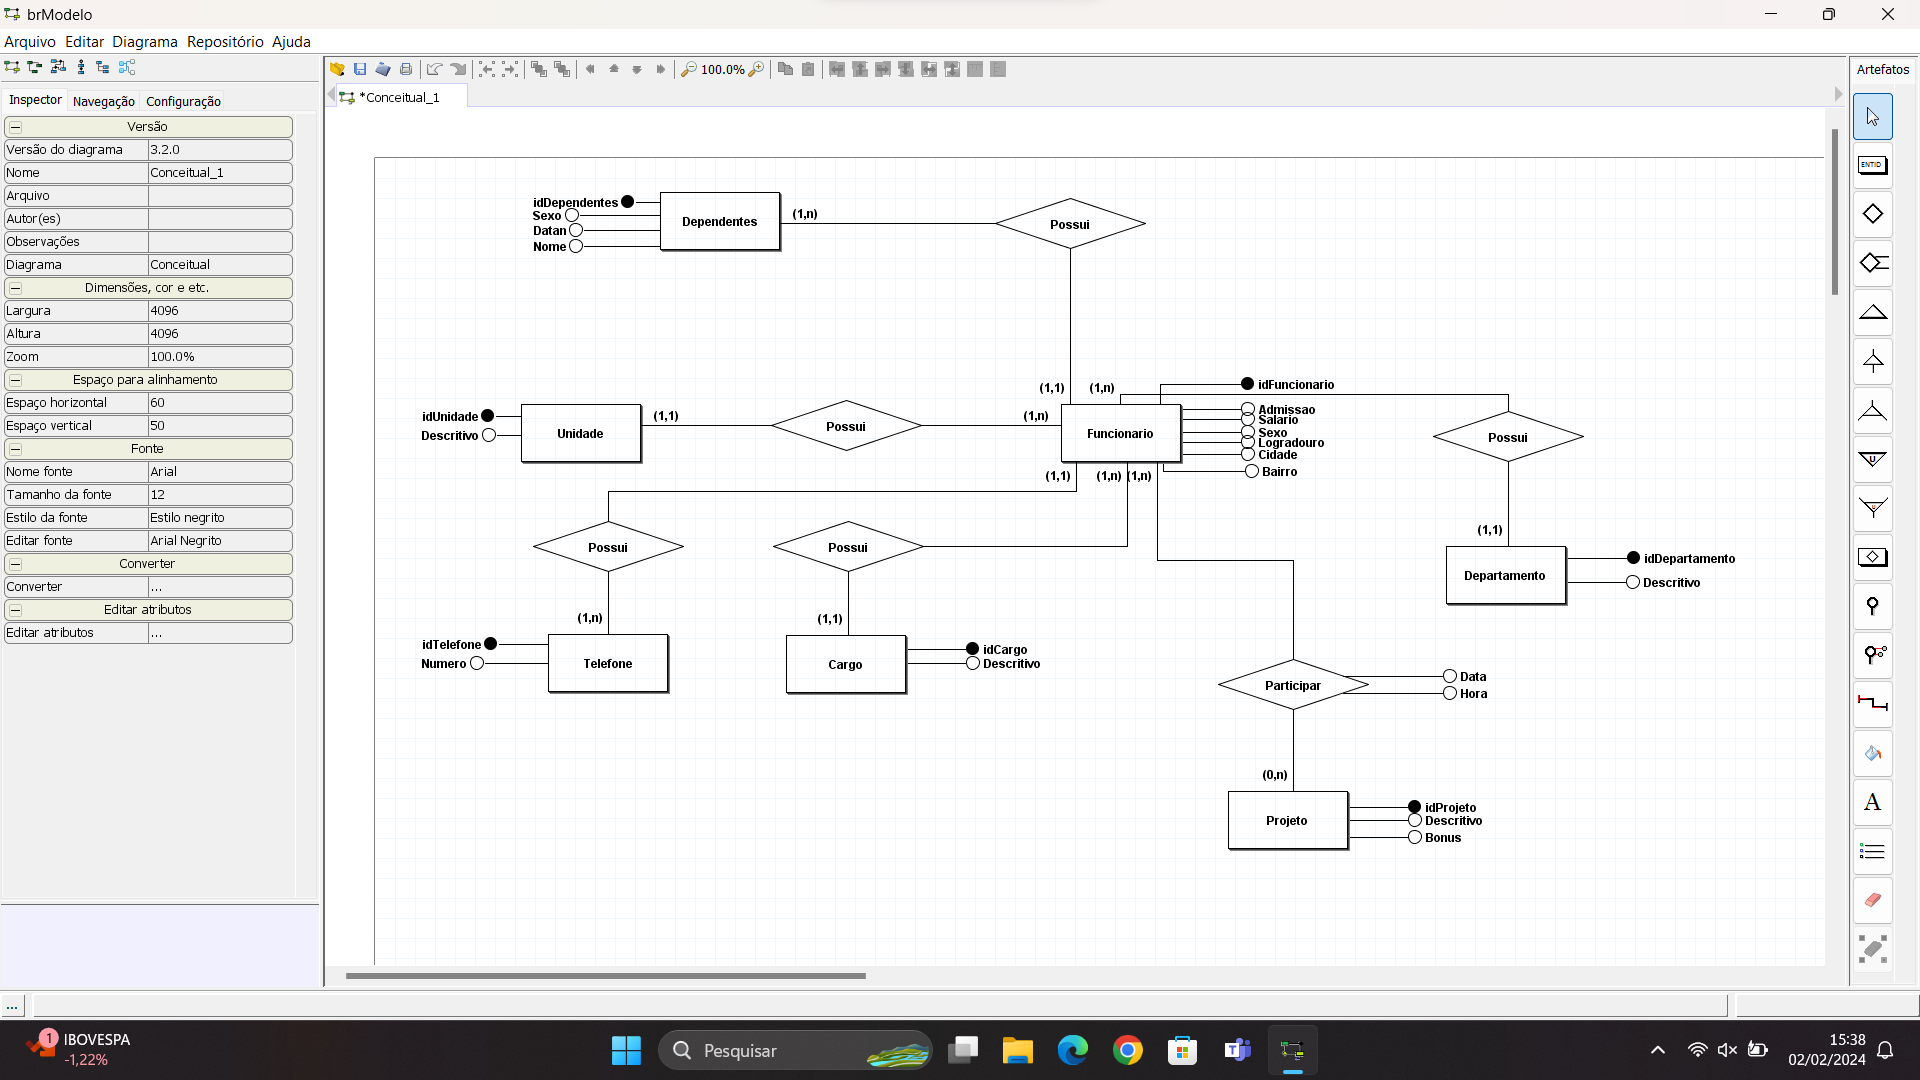 brModelo
Arquivo Editar Diagrama Repositório Ajuda
100.0%
Artefatos
Inspector Navegação Configuração
*Conceitual_1
Versão
Versão do diagrama 3.2.0
Nome Conceitual_1
Arquivo
Autor(es)
Observações
Diagrama Conceitual
Dimensões, cor e etc.
Largura 4096
Altura 4096
Zoom 100.0%
Espaço para alinhamento
Espaço horizontal 60
Espaço vertical 50
Fonte
Nome fonte Arial
Tamanho da fonte 12
Estilo da fonte Estilo negrito
Editar fonte Arial Negrito
Converter
Converter ...
Editar atributos
Editar atributos ...
idDependentes
Sexo
Datan
Nome
Dependentes
(1,n)
Possui
(1,1) (1,n)
idFuncionario
idUnidade
Descritivo
Unidade
(1,1)
Possui
(1,n)
Funcionario
Admissao
Salario
Sexo
Logradouro
Cidade
Bairro
Possui
(1,1) (1,n) (1,n)
(1,1)
Possui
Possui
Departamento
idDepartamento
Descritivo
(1,n)
(1,1)
idTelefone
Numero
Telefone
Cargo
idCargo
Descritivo
Participar
Data
Hora
(0,n)
Projeto
idProjeto
Descritivo
Bonus
ENTID
U
A
...
1
IBOVESPA
-1,22%
Pesquisar
15:38
02/02/2024